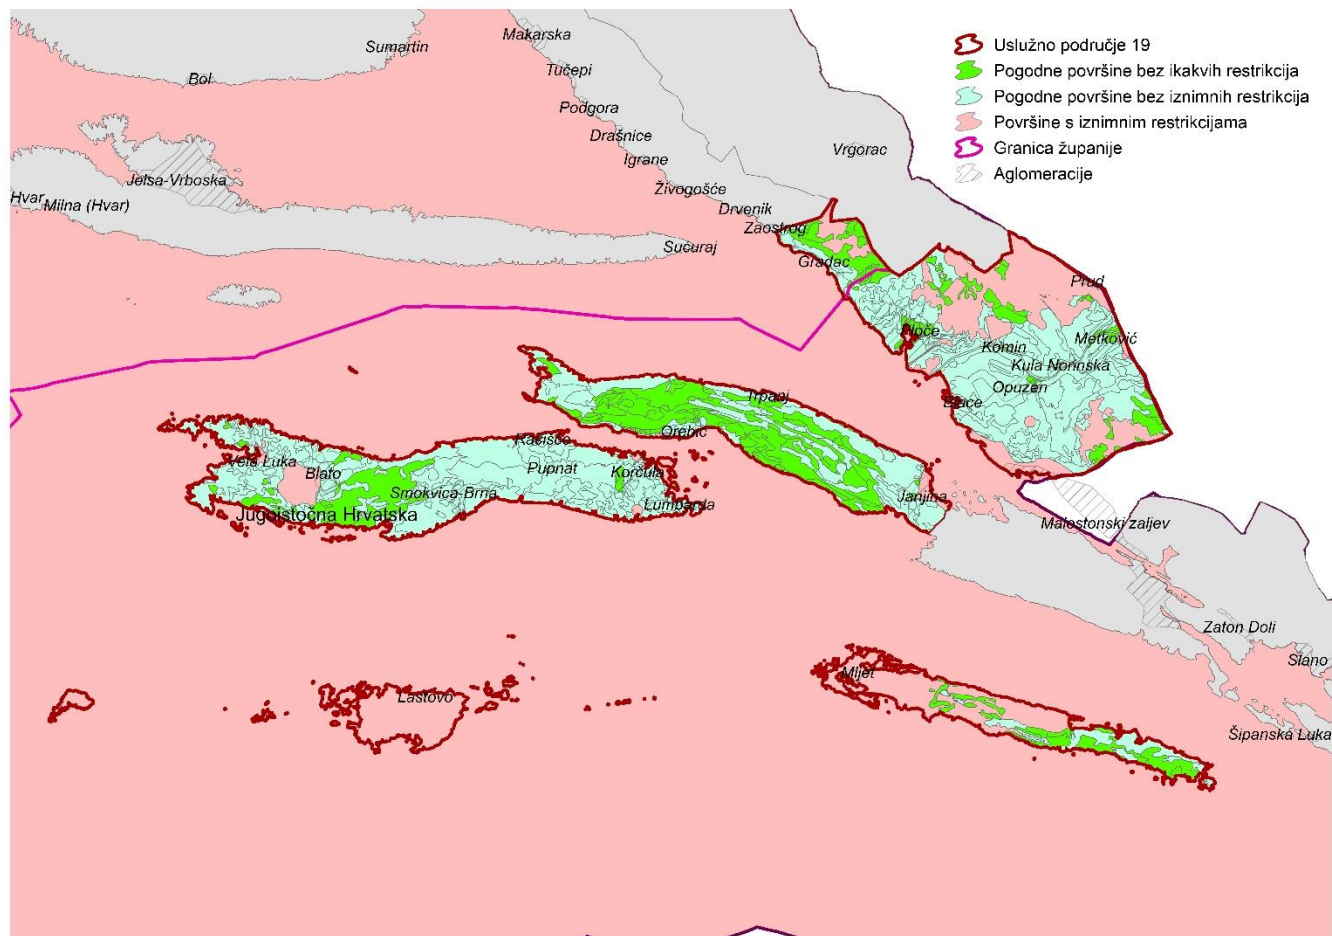 Sumartin
Makarska
Bol
Tučepi
Podgora
Drašnice
Igrane
Živogošće
Drvenik
Zaostrog
Vrgorac
Jelsa-Vrboska
Hvar
Milna (Hvar)
Sućuraj
Gradac
Prud
Ploče
Komin
Metković
Kula Norinska
Opuzen
Blace
Uslužno područje 19
Pogodne površine bez ikakvih restrikcija
Pogodne površine bez iznimnih restrikcija
Površine s iznimnim restrikcijama
Granica županije
Aglomeracije
Trpanj
Orebić
Račišće
Vela Luka
Blato
Pupnat
Korčula
Smokvica-Brna
Lumbarda
Janjina
Jugoistočna Hrvatska
Malostonski zaljev
Zaton Doli
Slano
Mljet
Lastovo
Šipanska Luka